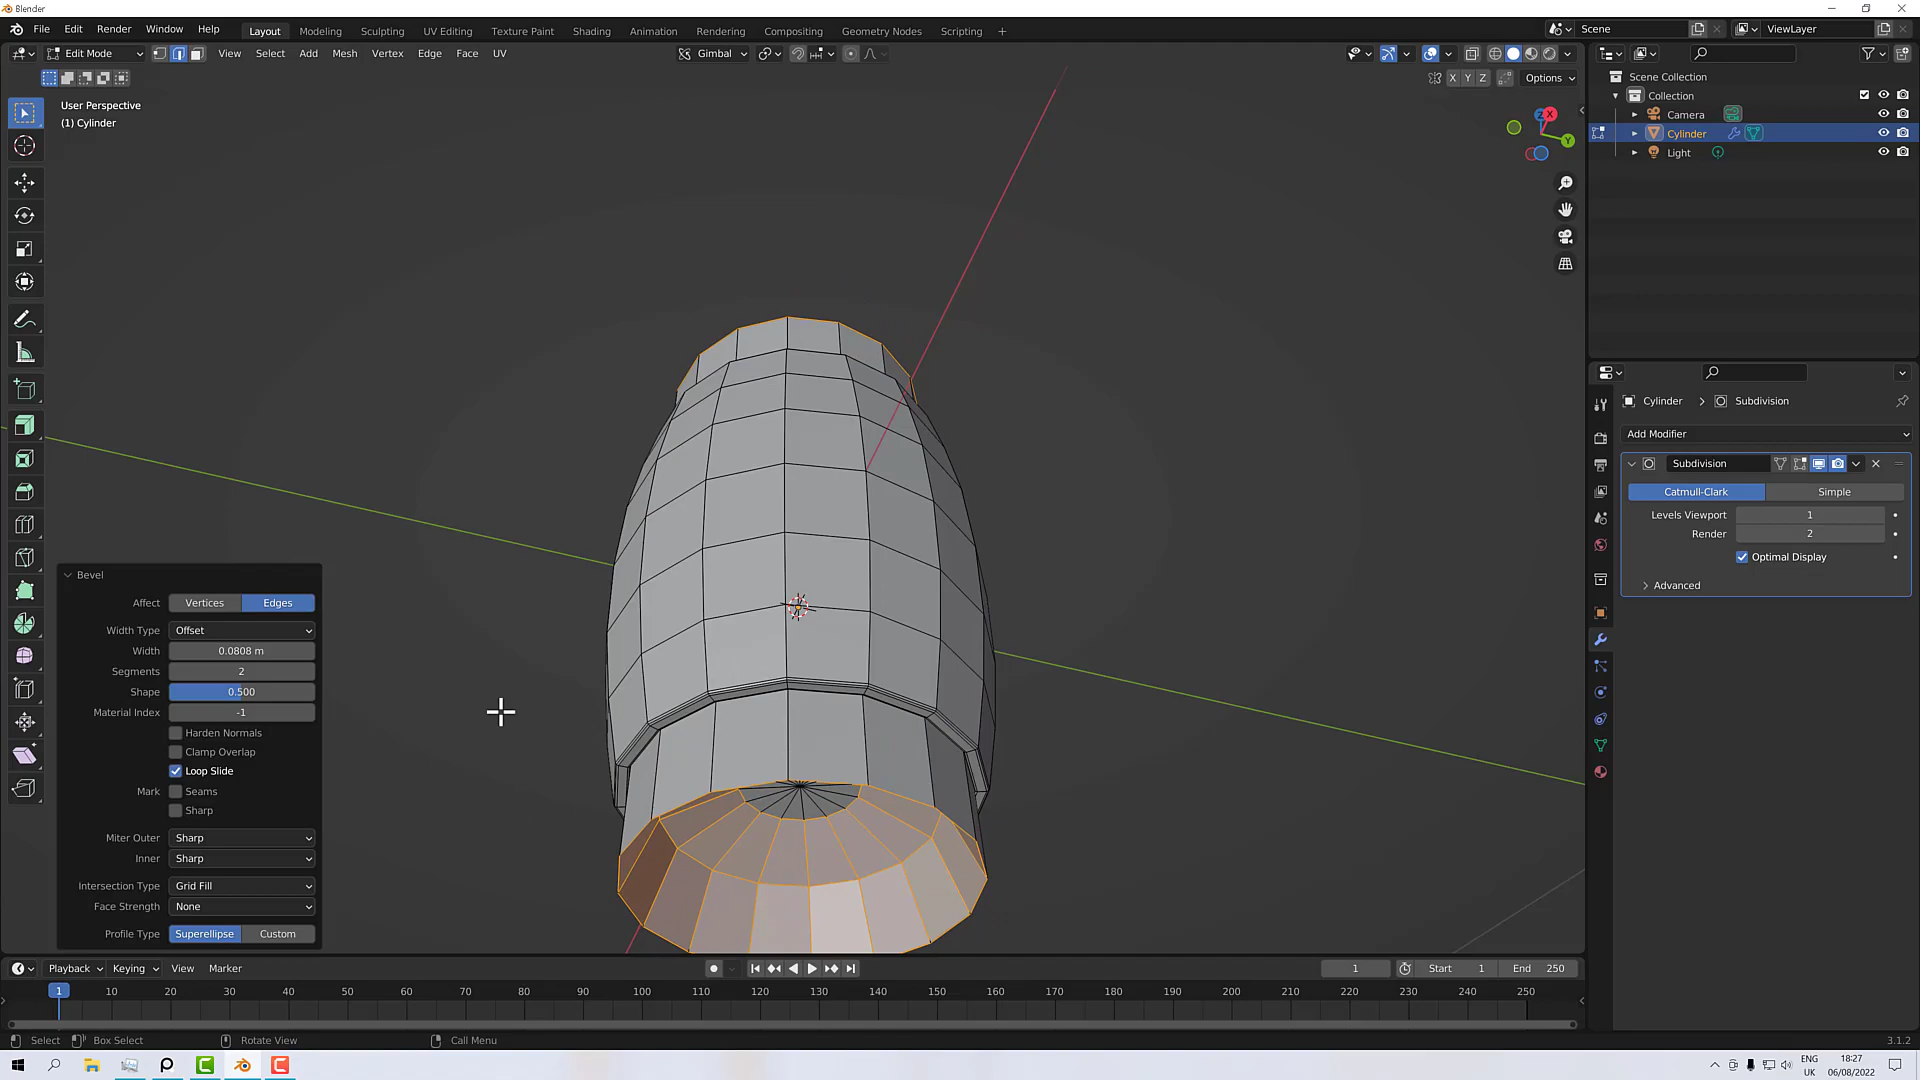 Blender
File Edit Render Window Help Layout Modeling Sculpting UV Editing Texture Paint Shading Animation Rendering Compositing Geometry Nodes Scripting + Scene ViewLayer
Edit Mode View Select Add Mesh Vertex Edge Face UV Gimbal
X Y Z Options
User Perspective
(1) Cylinder
Scene Collection
Collection
Camera
Cylinder
Light
Z X Y
Cylinder > Subdivision
Add Modifier
Subdivision
Catmull-Clark Simple
Levels Viewport 1
Render 2
Optimal Display
Advanced
Bevel
Affect Vertices Edges
Width Type Offset
Width 0.0808 m
Segments 2
Shape 0.500
Material Index -1
Harden Normals
Clamp Overlap
Loop Slide
Mark Seams
Sharp
Miter Outer Sharp
Inner Sharp
Intersection Type Grid Fill
Face Strength None
Profile Type Superellipse Custom
Playback Keying View Marker 1 Start 1 End 250
1 10 20 30 40 50 60 70 80 90 100 110 120 130 140 150 160 170 180 190 200 210 220 230 240 250
Select Box Select Rotate View Call Menu 3.1.2
ENG 18:27
UK 06/08/2022